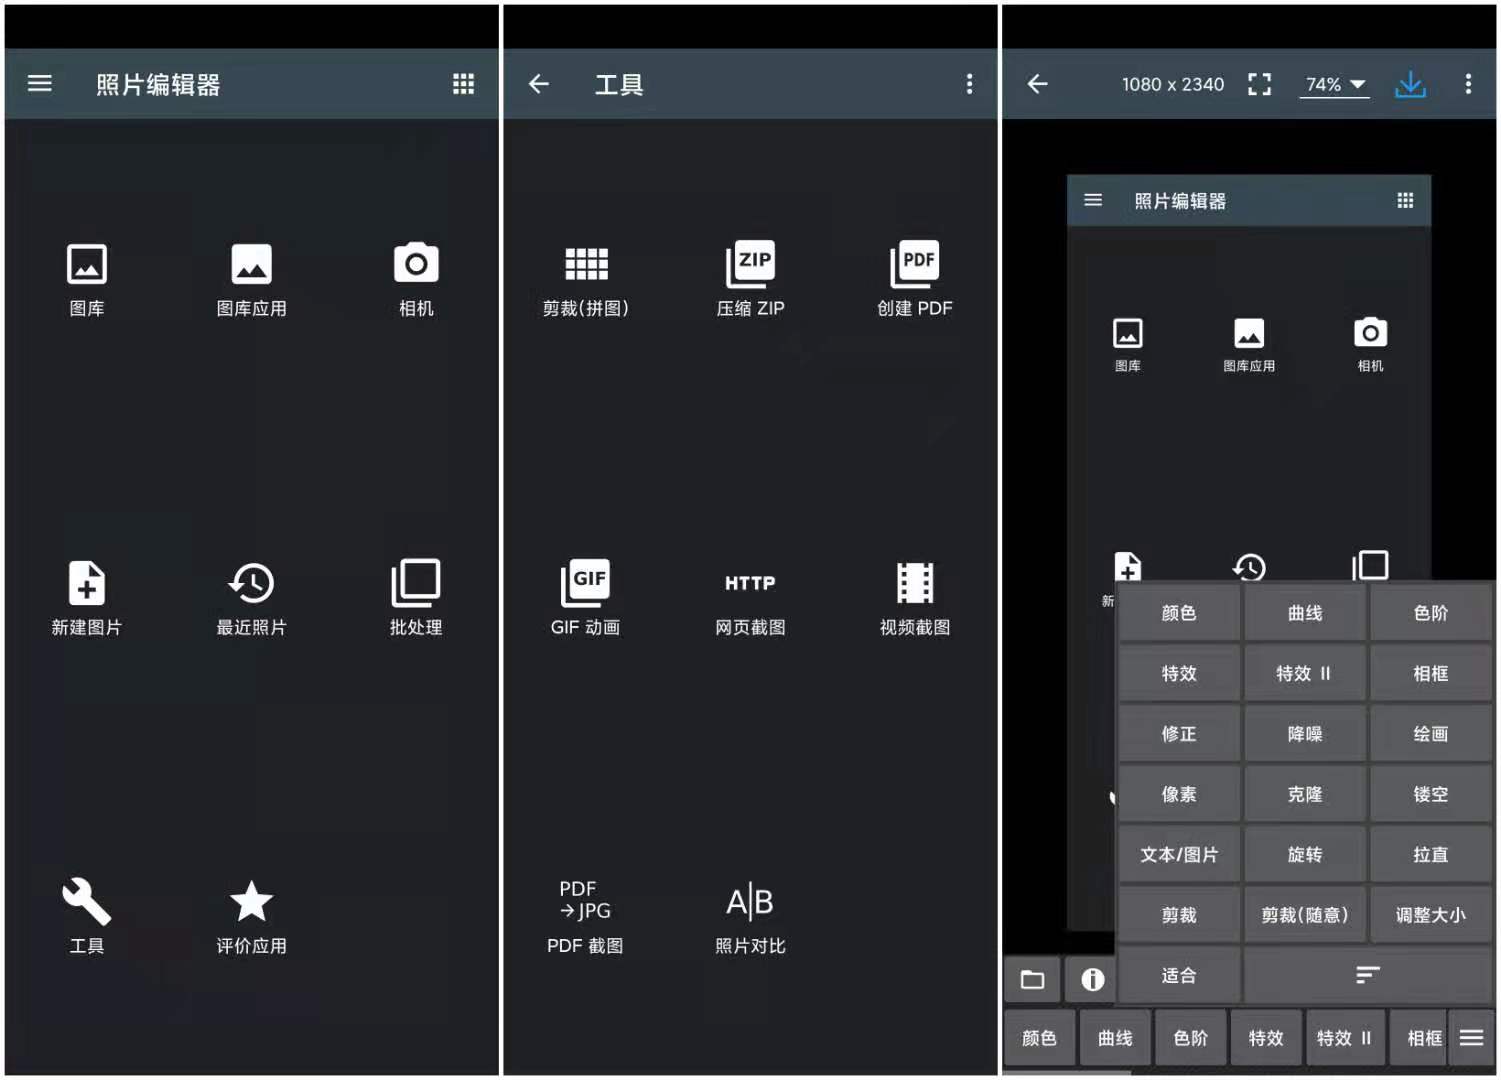 照片编辑器
图库
图库应用
相机
新建图片
最近照片
批处理
工具
评价应用
工具
ZIP
PDF
剪裁(拼图)
压缩 ZIP
创建 PDF
GIF
HTTP
GIF 动画
网页截图
视频截图
PDF
→JPG
A|B
PDF 截图
照片对比
1080 x 2340
74%
照片编辑器
图库
图库应用
相机
新
颜色
曲线
色阶
特效
特效 II
相框
修正
降噪
绘画
像素
克隆
镂空
文本/图片
旋转
拉直
剪裁
剪裁(随意)
调整大小
适合
颜色
曲线
色阶
特效
特效 II
相框